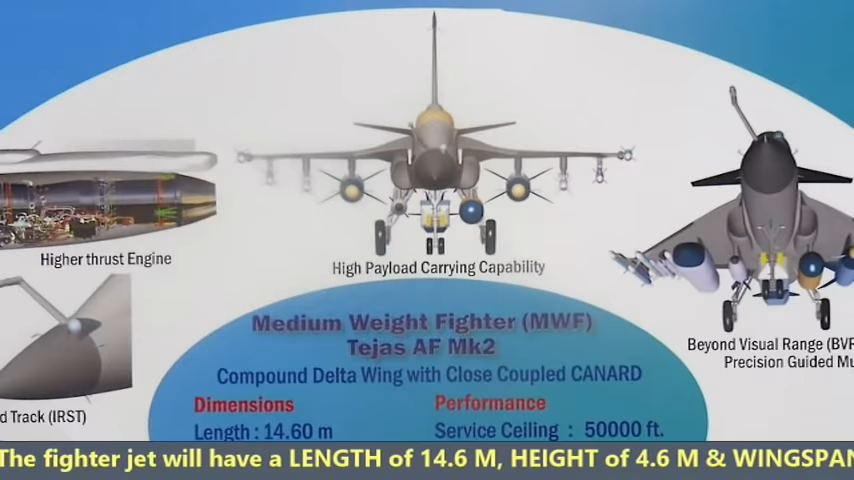 Higher thrust Engine
High Payload Carrying Capability
Beyond Visual Range (BVR
Precision Guided Mu
d Track (IRST)
Medium Weight Fighter (MWF)
Tejas AF Mk2
Compound Delta Wing with Close Coupled CANARD
Dimensions
Performance
Length : 14.60 m
Service Ceiling : 50000 ft.
The fighter jet will have a LENGTH of 14.6 M, HEIGHT of 4.6 M & WINGSPAN